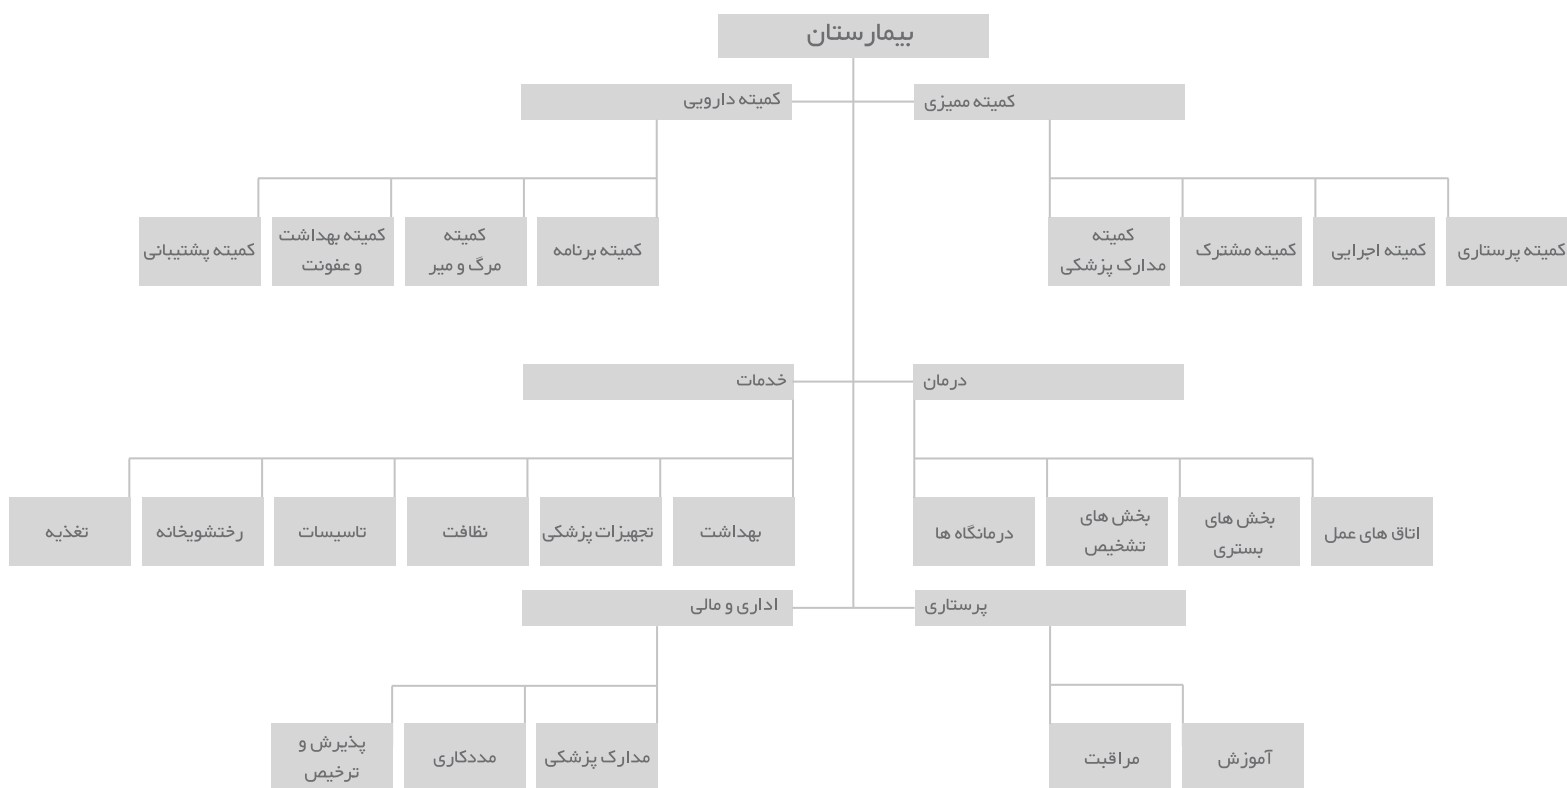 بیمارستان
کمیته ممیزی
کمیته دارویی
کمیته پرستاری
کمیته اجرایی
کمیته مشترک
کمیته
مدارک پزشکی
کمیته برنامه
کمیته
مرگ و میر
کمیته بهداشت
و عفونت
کمیته پشتیبانی
درمان
خدمات
اتاق های عمل
بخش های
بستری
بخش های
تشخیص
درمانگاه ها
بهداشت
تجهیزات پزشکی
نظافت
تاسیسات
رختشویخانه
تغذیه
پرستاری
اداری و مالی
آموزش
مراقبت
مدارک پزشکی
مددکاری
پذیرش و
ترخیص